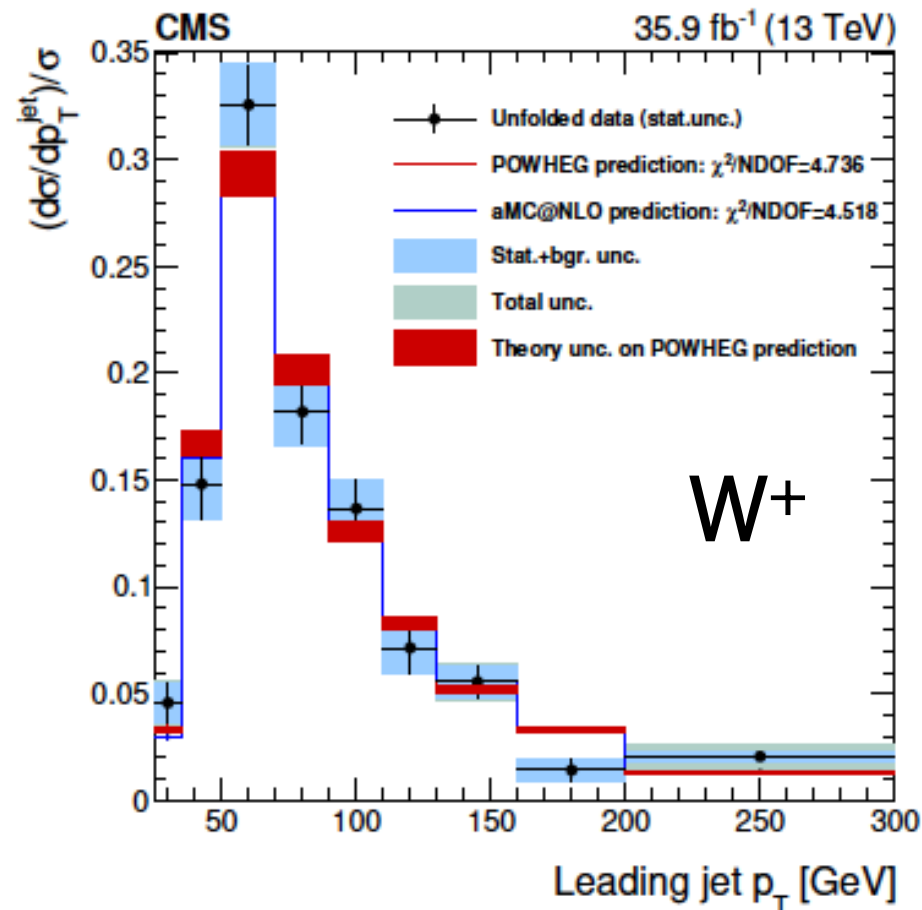 CMS 35.9 fb⁻¹ (13 TeV)
(dσ/dp_T^jet)/σ
0.35
0.3
0.25
0.2
0.15
0.1
0.05
0
Unfolded data (stat.unc.)
POWHEG prediction: χ²/NDOF=4.736
aMC@NLO prediction: χ²/NDOF=4.518
Stat.+bgr. unc.
Total unc.
Theory unc. on POWHEG prediction
W⁺
50 100 150 200 250 300
Leading jet p_T [GeV]